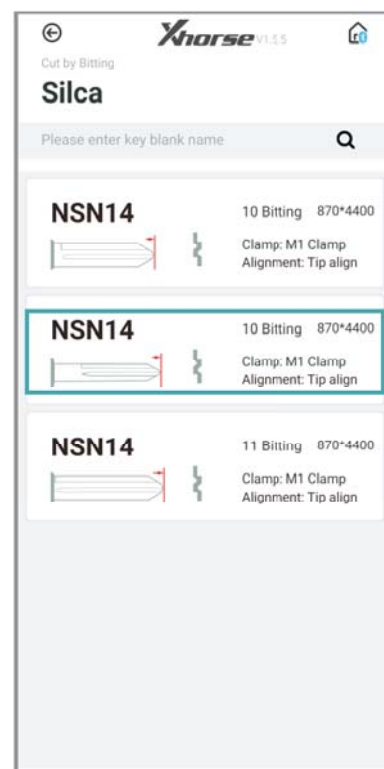 Xhorse V1.5.5
Cut by Bitting
Silca
Please enter key blank name
NSN14
10 Bitting 870*4400
Clamp: M1 Clamp
Alignment: Tip align
NSN14
10 Bitting 870*4400
Clamp: M1 Clamp
Alignment: Tip align
NSN14
11 Bitting 870*4400
Clamp: M1 Clamp
Alignment: Tip align